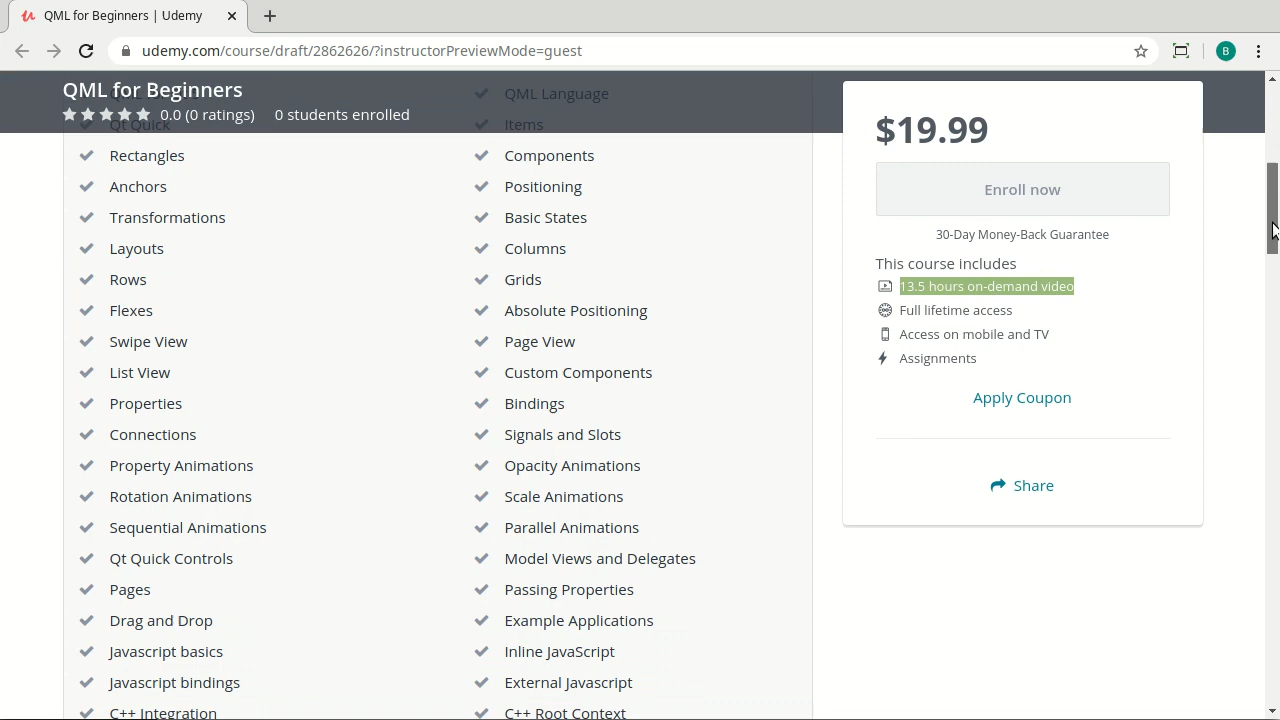 QML for Beginners | Udemy
udemy.com/course/draft/2862626/?instructorPreviewMode=guest
B
QML for Beginners
0.0 (0 ratings) 0 students enrolled
QML Language
Qt Quick
Items
Rectangles
Components
Anchors
Positioning
Transformations
Basic States
Layouts
Columns
Rows
Grids
Flexes
Absolute Positioning
Swipe View
Page View
List View
Custom Components
Properties
Bindings
Connections
Signals and Slots
Property Animations
Opacity Animations
Rotation Animations
Scale Animations
Sequential Animations
Parallel Animations
Qt Quick Controls
Model Views and Delegates
Pages
Passing Properties
Drag and Drop
Example Applications
Javascript basics
Inline JavaScript
Javascript bindings
External Javascript
C++ Integration
C++ Root Context
$19.99
Enroll now
30-Day Money-Back Guarantee
This course includes
13.5 hours on-demand video
Full lifetime access
Access on mobile and TV
Assignments
Apply Coupon
Share